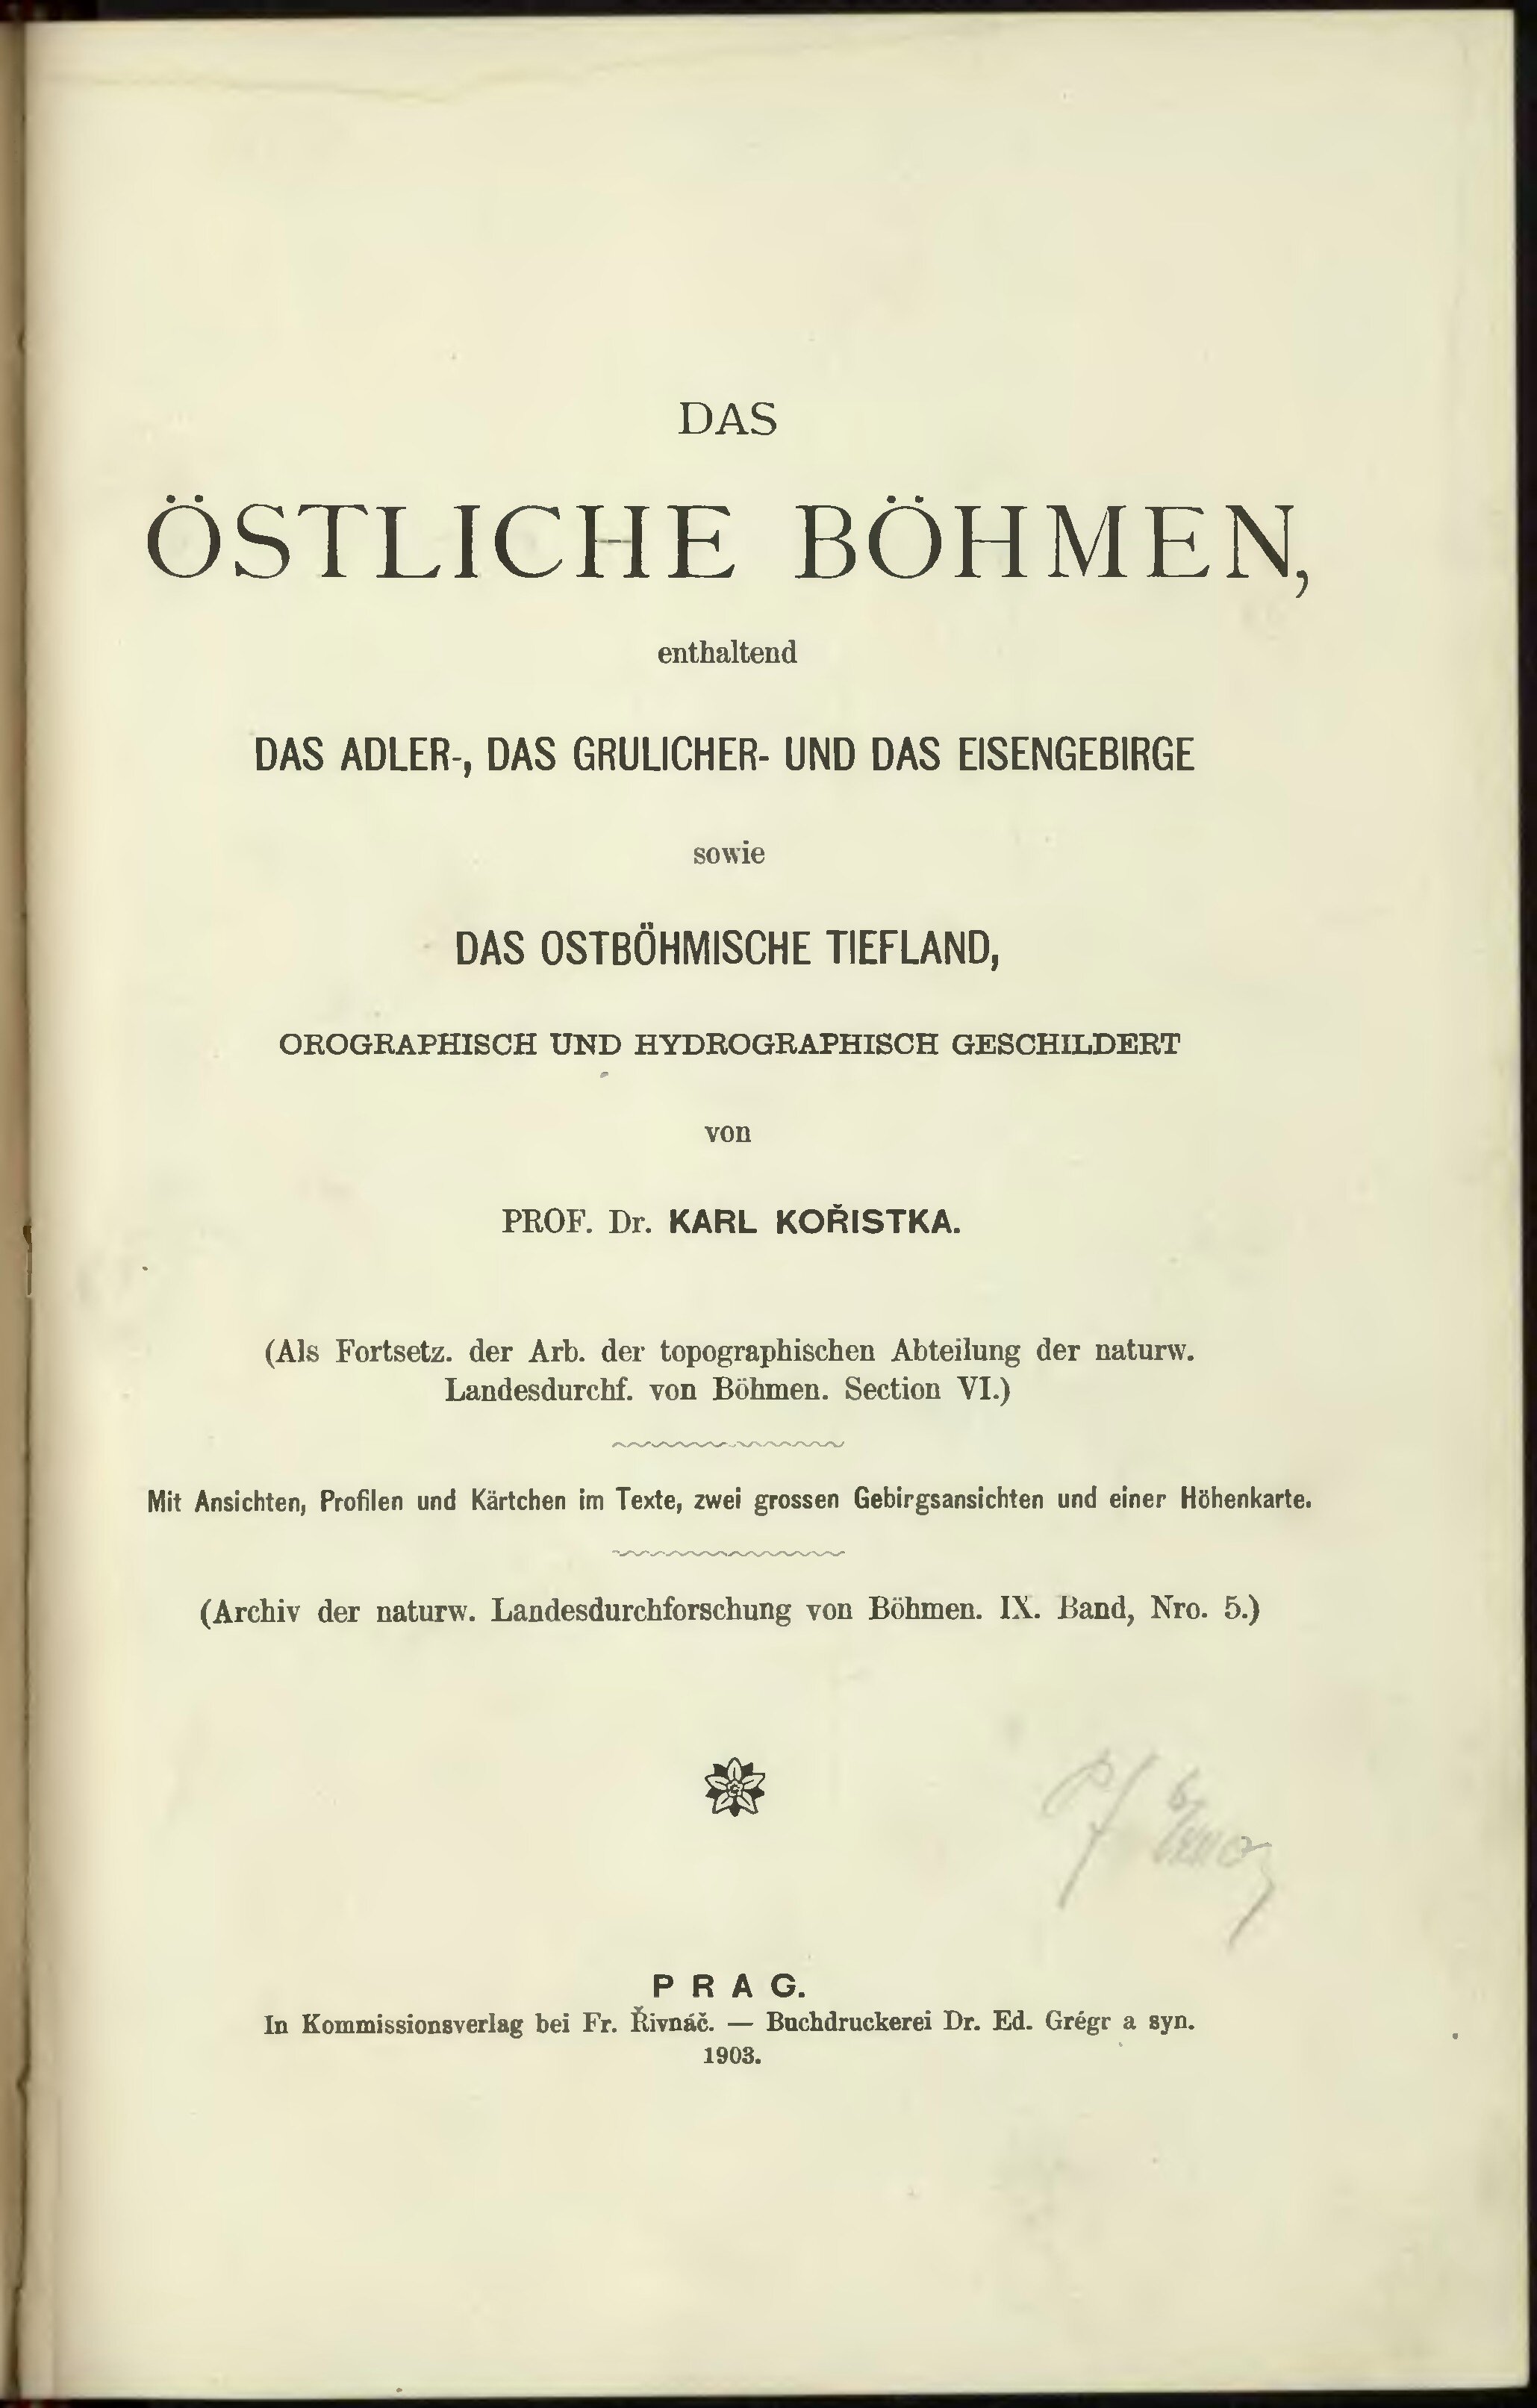 DAS
ÖSTLICHE BÖHMEN,
enthaltend
DAS ADLER-, DAS GRULICHER- UND DAS EISENGEBIRGE
sowie
DAS OSTBÖHMISCHE TIEFLAND,
OROGRAPHISCH UND HYDROGRAPHISCH GESCHILDERT
von
PROF. Dr. KARL KOŘISTKA.
(Als Fortsetz. der Arb. der topographischen Abteilung der naturw.
Landesdurchf. von Böhmen. Section VI.)
Mit Ansichten, Profilen und Kärtchen im Texte, zwei grossen Gebirgsansichten und einer Höhenkarte.
(Archiv der naturw. Landesdurchforschung von Böhmen. IX. Band, Nro. 5.)
PRAG.
In Kommissionsverlag bei Fr. Řivnáč. — Buchdruckerei Dr. Ed. Grégr a syn.
1903.